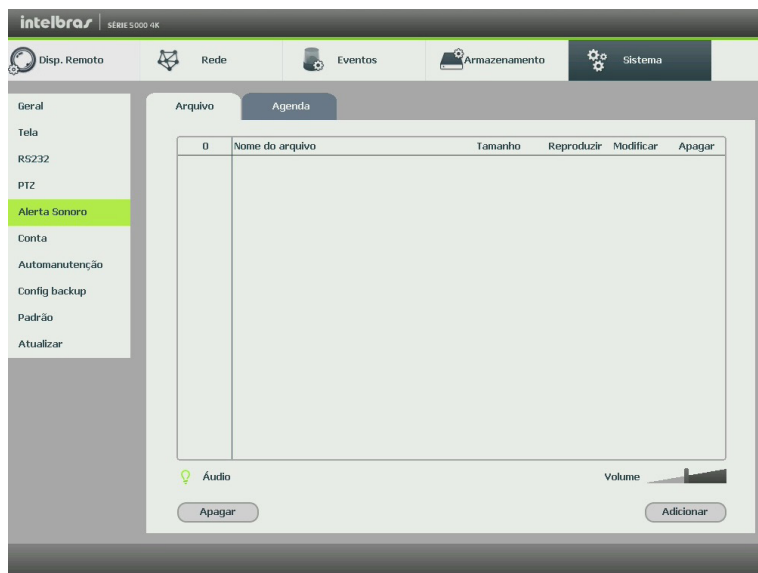 intelbras SÉRIE 5000 4K
Disp. Remoto Rede Eventos Armazenamento Sistema
Geral
Tela
RS232
PTZ
Alerta Sonoro
Conta
Automanutenção
Config backup
Padrão
Atualizar
Arquivo Agenda
0 Nome do arquivo Tamanho Reproduzir Modificar Apagar
Áudio Volume
Apagar Adicionar